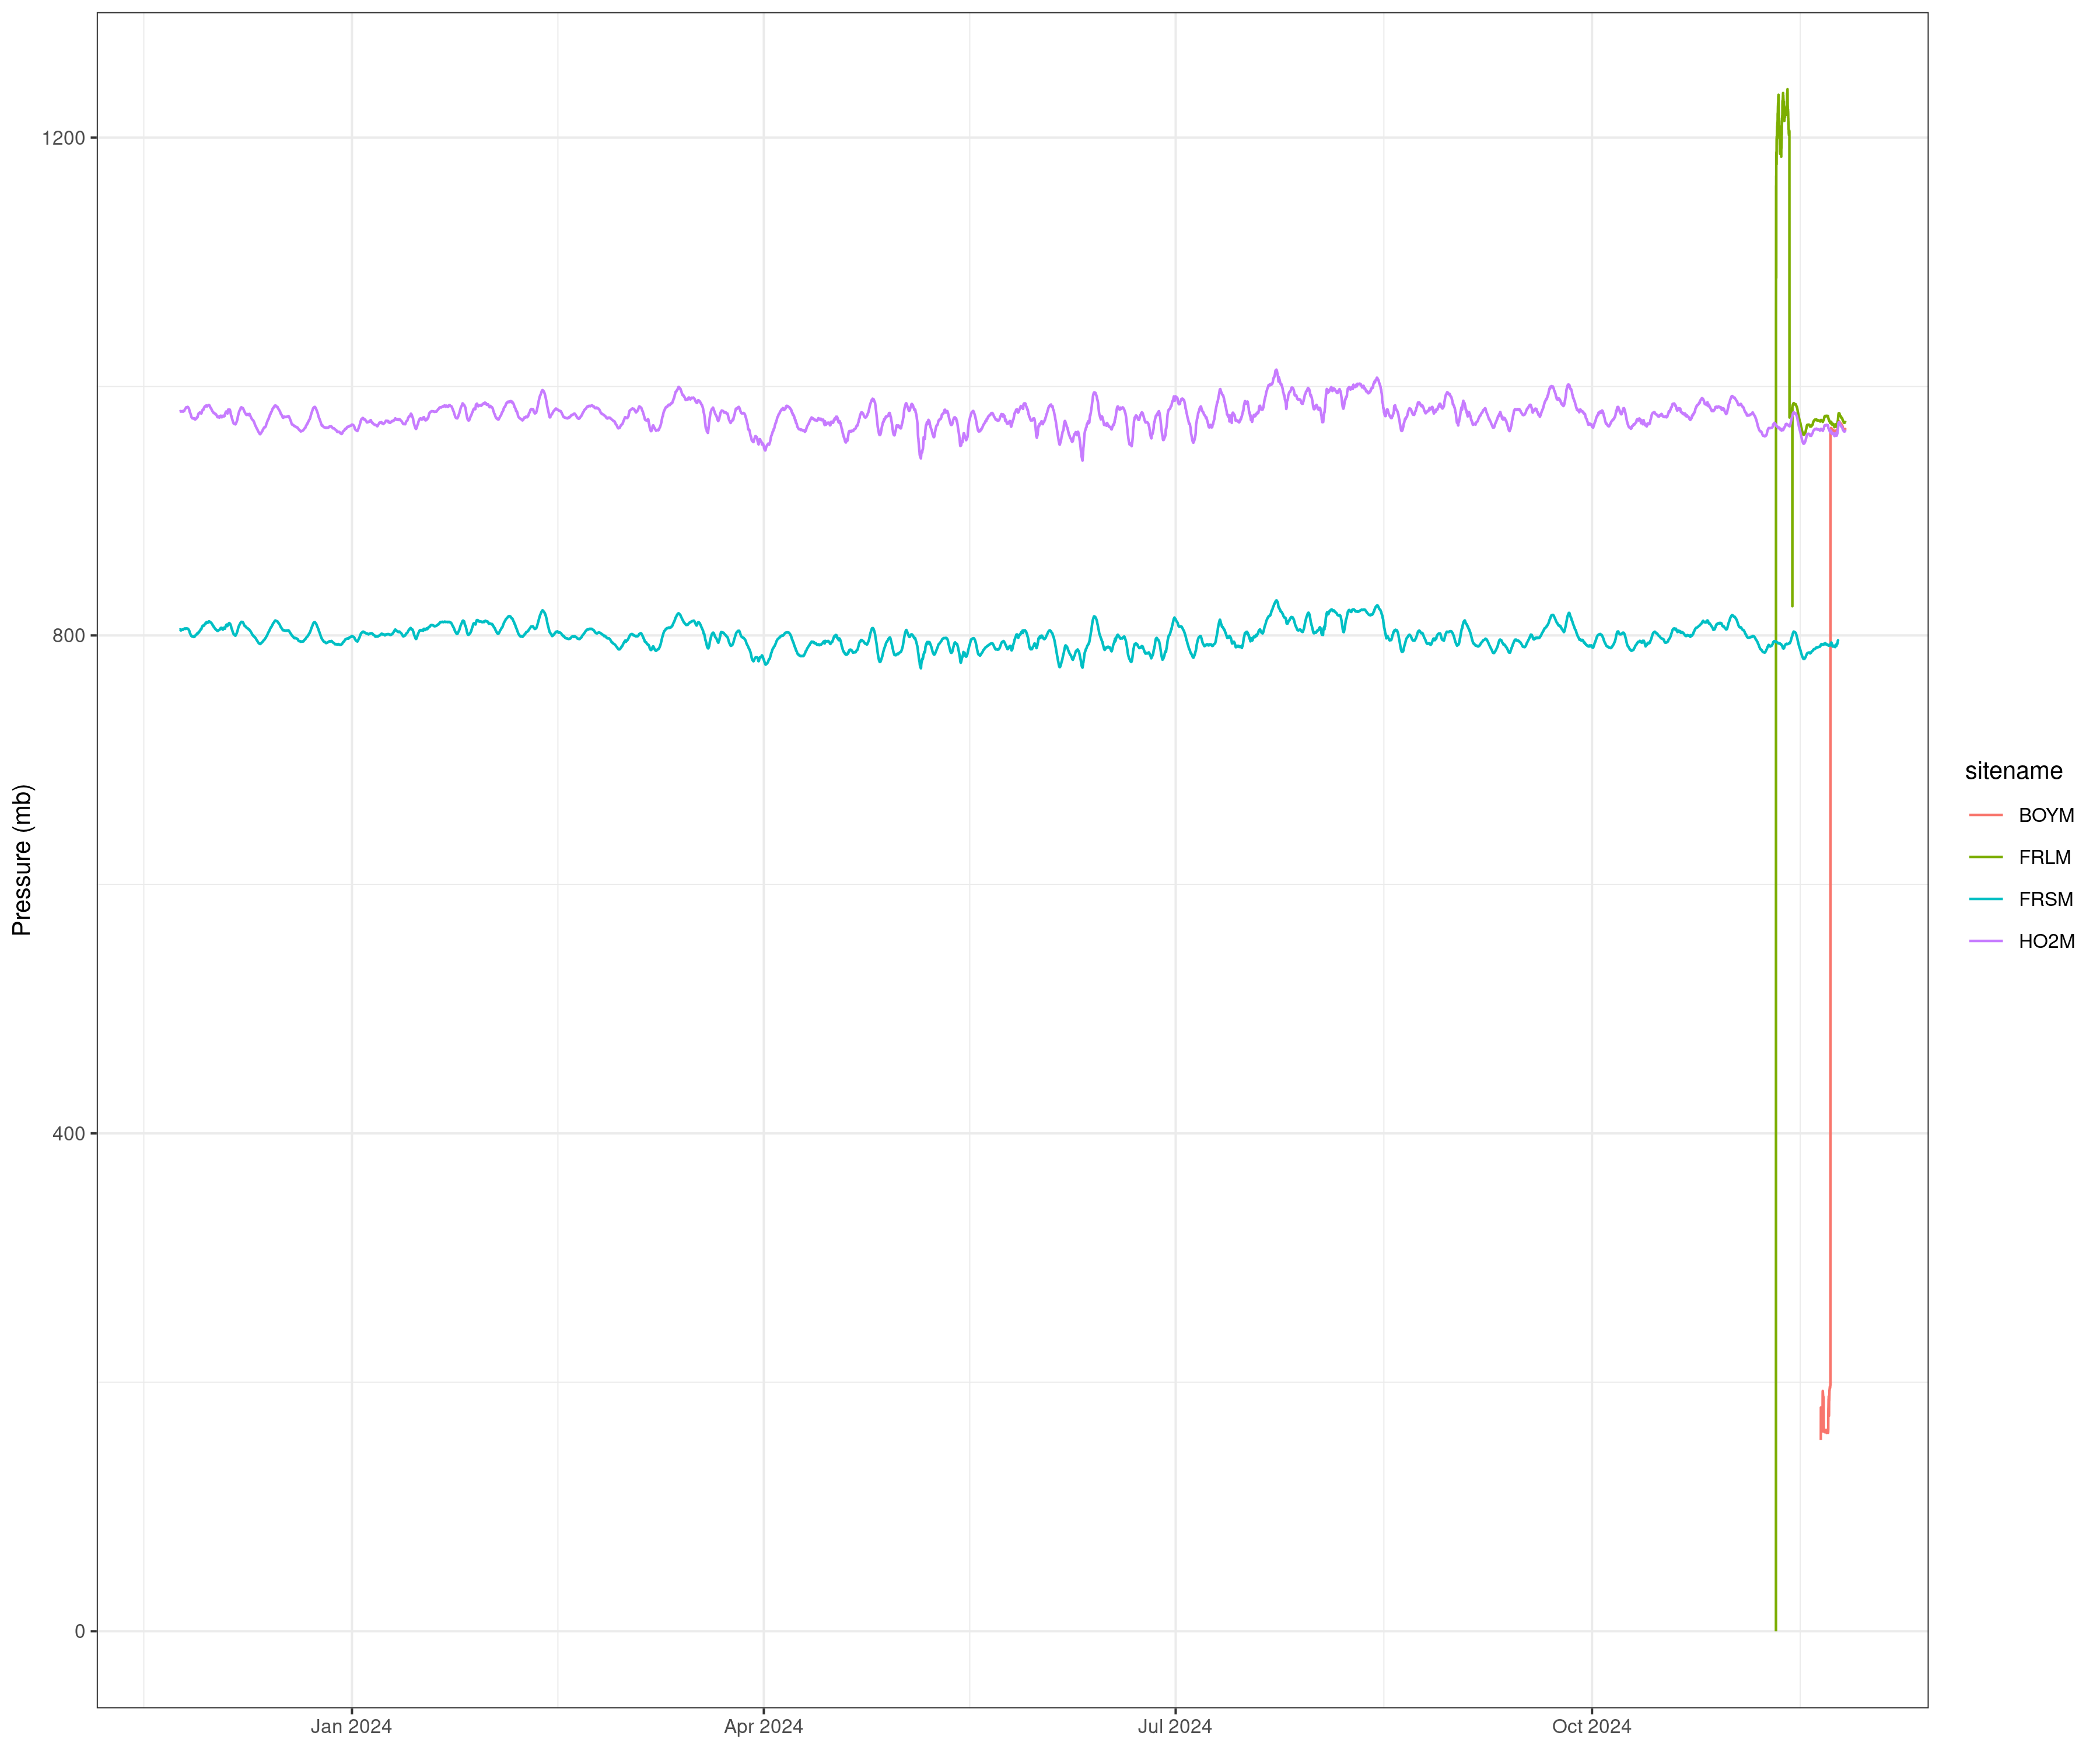 1200
800
400
0
Pressure (mb)
Jan 2024
Apr 2024
Jul 2024
Oct 2024
sitename
BOYM
FRLM
FRSM
HO2M